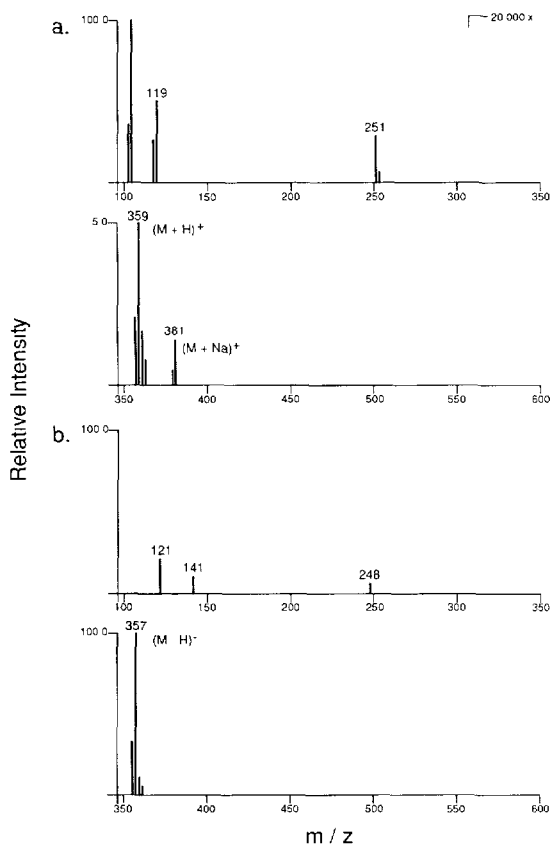 a.
100 0
20 000 x
119
251
100 150 200 250 300 350
5.0
359
(M + H)+
381
(M + Na)+
350 400 450 500 550 600
Relative Intensity
b.
100 0
121
141
248
100 150 200 250 300 350
100 0
357
(M H)-
350 400 450 500 550 600
m / z